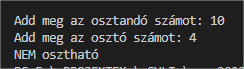 Add meg az osztandó számot: 10
Add meg az osztó számot: 4
NEM osztható